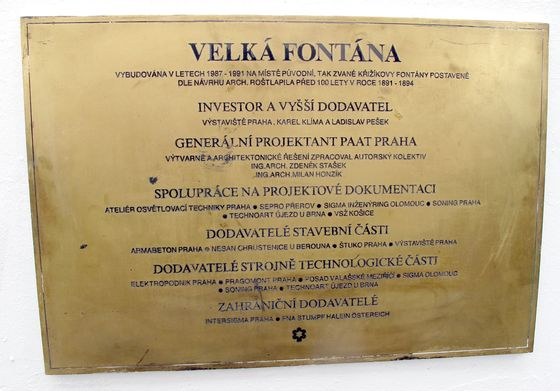 VELKÁ FONTÁNA
VYBUDOVÁNA V LETECH 1987 - 1991 NA MÍSTĚ PŮVODNÍ, TAK ZVANÉ KŘIŽÍKOVY FONTÁNY POSTAVENÉ
DLE NÁVRHU ARCH. ROŠTLAPILA PŘED 100 LETY V ROCE 1891 - 1894
INVESTOR A VYŠŠÍ DODAVATEL
VÝSTAVIŠTĚ PRAHA, KAREL KLÍMA A LADISLAV PEŠEK
GENERÁLNÍ PROJEKTANT PAAT PRAHA
VÝTVARNÉ A ARCHITEKTONICKÉ ŘEŠENÍ ZPRACOVAL AUTORSKÝ KOLEKTIV
ING.ARCH. ZDENĚK STAŠEK
ING.ARCH.MILAN HONZÍK
SPOLUPRÁCE NA PROJEKTOVÉ DOKUMENTACI
ATELIÉR OSVĚTLOVACÍ TECHNIKY PRAHA ● SEPRO PŘEROV ● SIGMA INŽENÝRING OLOMOUC ● SONING PRAHA
● TECHNOART ÚJEZD U BRNA ● VSŽ KOŠICE
DODAVATELÉ STAVEBNÍ ČÁSTI
ARMABETON PRAHA ● NESAN CHRUSTENICE U BEROUNA ● ŠTUKO PRAHA ● VÝSTAVIŠTĚ PRAHA
DODAVATELÉ STROJNĚ TECHNOLOGICKÉ ČÁSTI
ELEKTROPODNIK PRAHA ● PRAGOMONT PRAHA ● POSAD VALAŠSKÉ MEZIŘÍČÍ ● SIGMA OLOMOUC
● SONING PRAHA ● TECHNOART ÚJEZD U BRNA
ZAHRANIČNÍ DODAVATELÉ
INTERSIGMA PRAHA ● FNA STUMPF HALEIN ÖSTEREICH